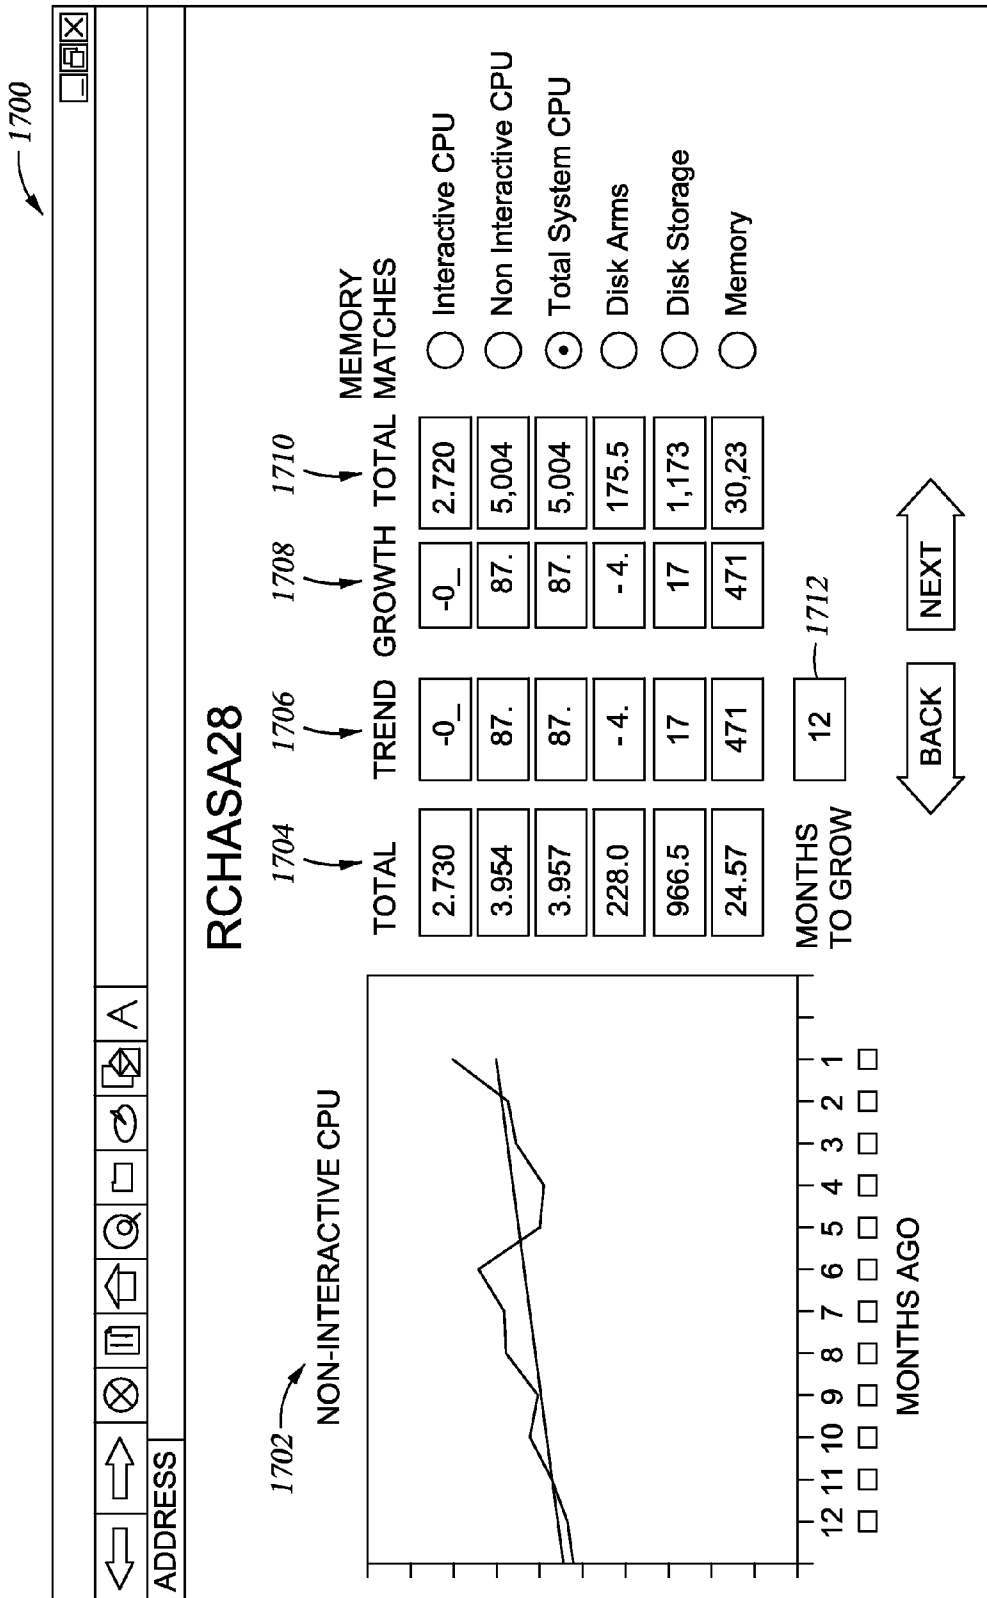 1700
ADDRESS
RCHASA28
1702
NON-INTERACTIVE CPU
12 11 10 9 8 7 6 5 4 3 2 1
MONTHS AGO
1704 1706 1708 1710
TOTAL TREND GROWTH TOTAL MEMORY MATCHES
2.730 -0_ -0_ 2.720 Interactive CPU
3.954 87. 87. 5,004 Non Interactive CPU
3.957 87. 87. 5,004 Total System CPU
228.0 - 4. - 4. 175.5 Disk Arms
966.5 17 17 1,173 Disk Storage
24.57 471 471 30,23 Memory
MONTHS
TO GROW
12
1712
BACK NEXT